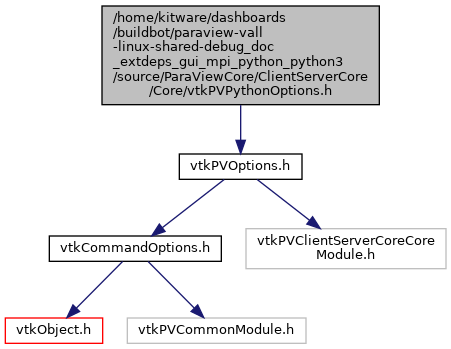 /home/kitware/dashboards
/buildbot/paraview-vall
-linux-shared-debug_doc
_extdeps_gui_mpi_python_python3
/source/ParaViewCore/ClientServerCore
/Core/vtkPVPythonOptions.h
vtkPVOptions.h
vtkCommandOptions.h
vtkPVClientServerCoreCore
Module.h
vtkObject.h
vtkPVCommonModule.h